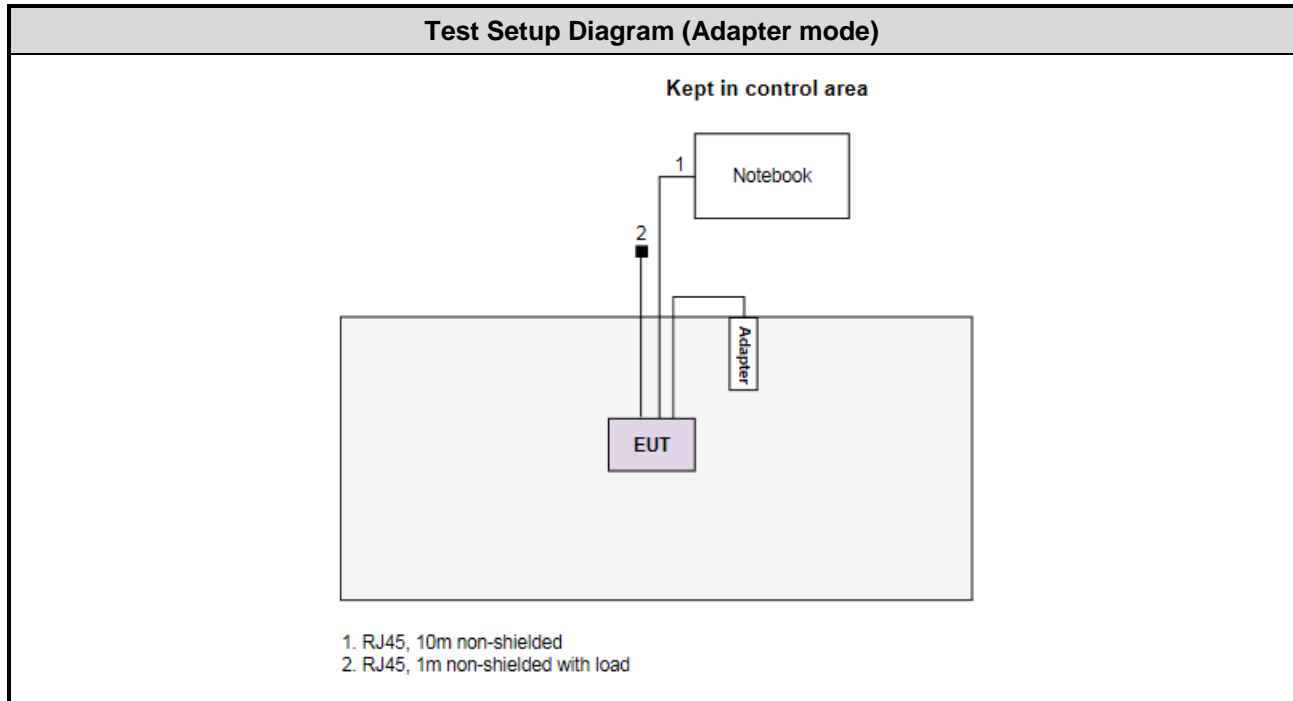 Test Setup Diagram (Adapter mode)
Kept in control area
1
Notebook
2
Adapter
EUT
1. RJ45, 10m non-shielded
2. RJ45, 1m non-shielded with load